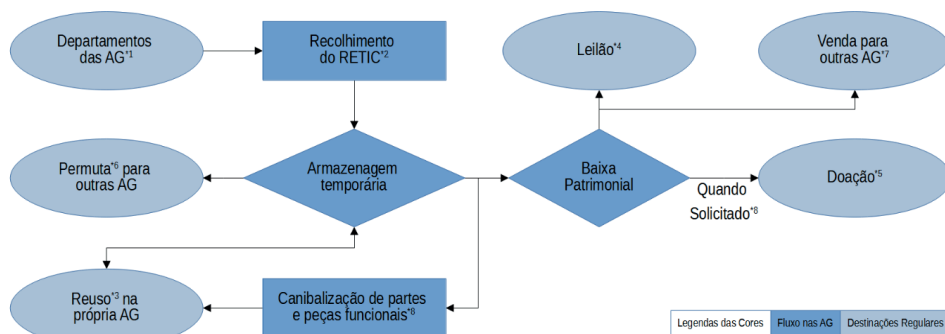 Departamentos
das AG*1
Recolhimento
do RETIC*2
Leilão*4
Venda para
outras AG*7
Permuta*6 para
outras AG
Armazenagem
temporária
Baixa
Patrimonial
Quando
Solicitado*8
Doação*5
Reuso*3 na
própria AG
Canibalização de partes
e peças funcionais*8
Legendas das Cores
Fluxo nas AG
Destinações Regulares